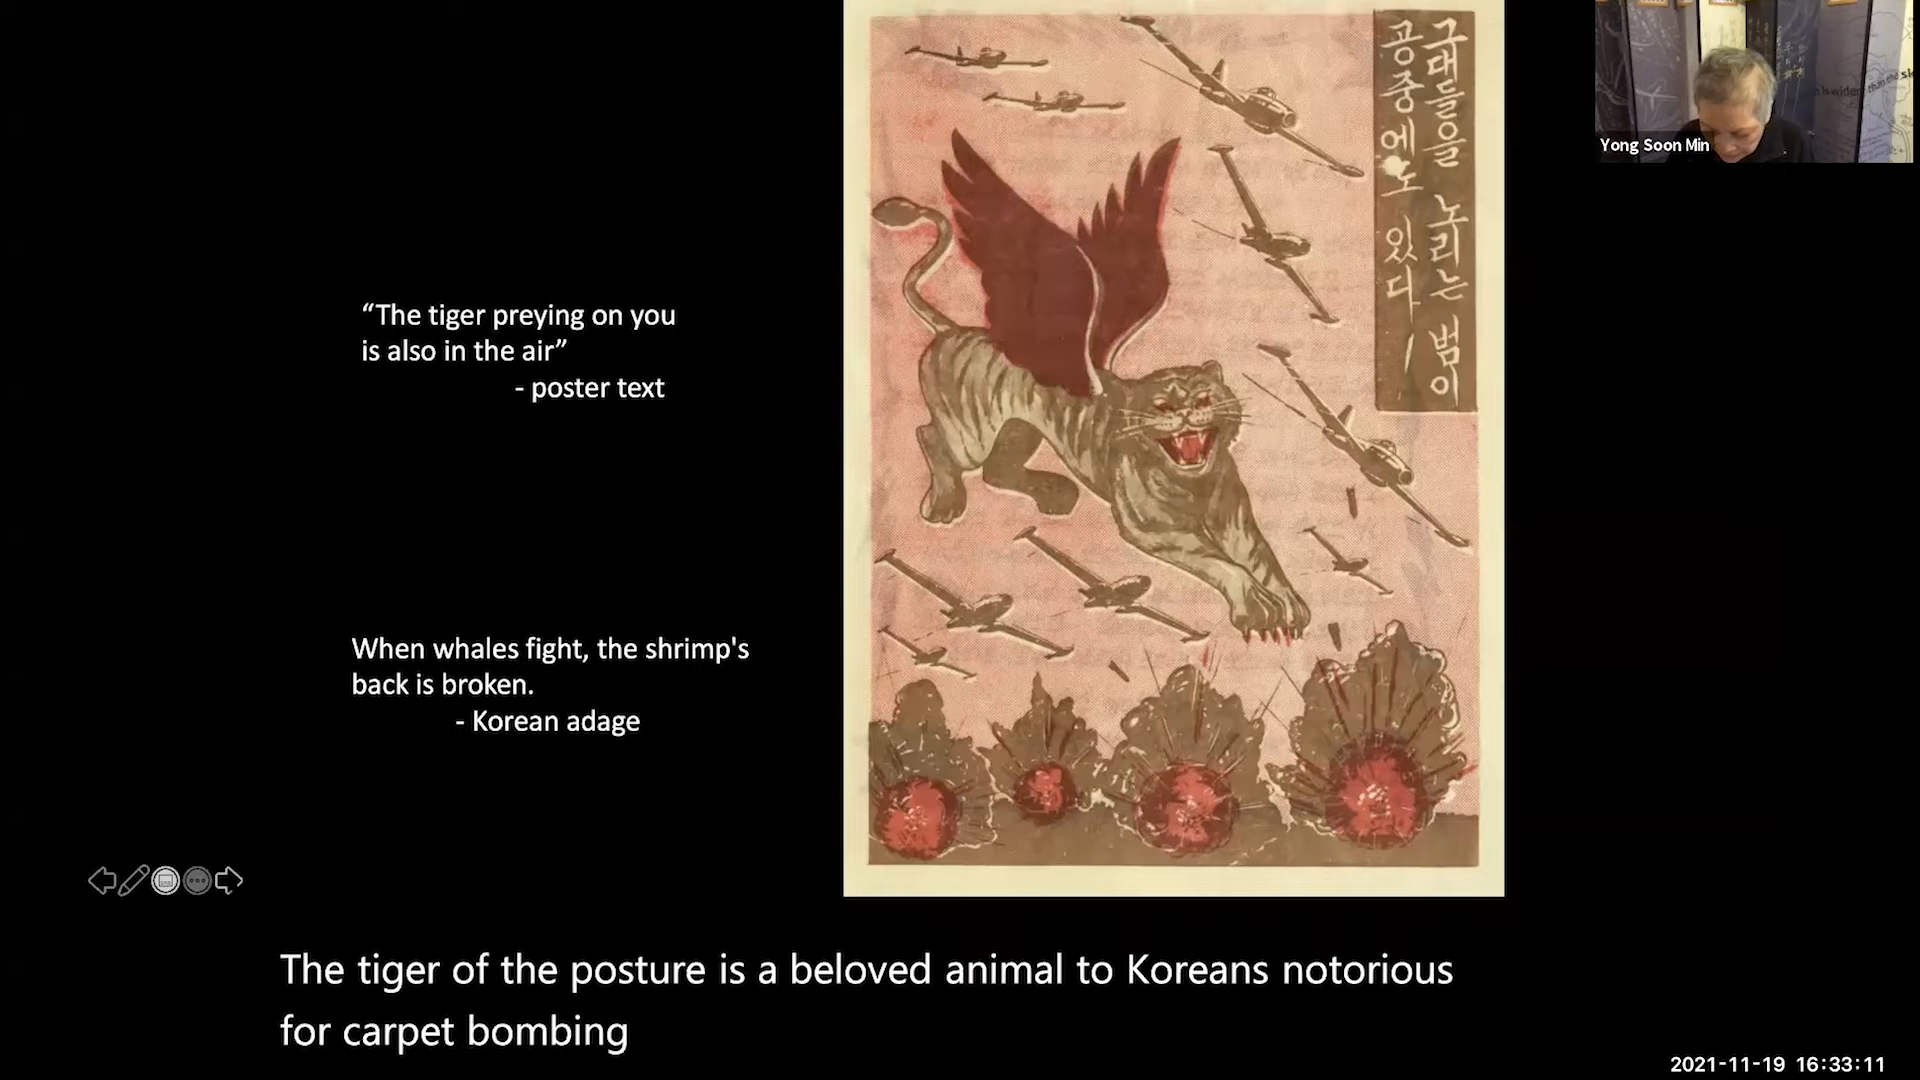 “The tiger preying on you
is also in the air”
- poster text
When whales fight, the shrimp's
back is broken.
- Korean adage
그대들을 노리는 범이
공중에도 있다!
Yong Soon Min
The tiger of the posture is a beloved animal to Koreans notorious
for carpet bombing
2021-11-19 16:33:11